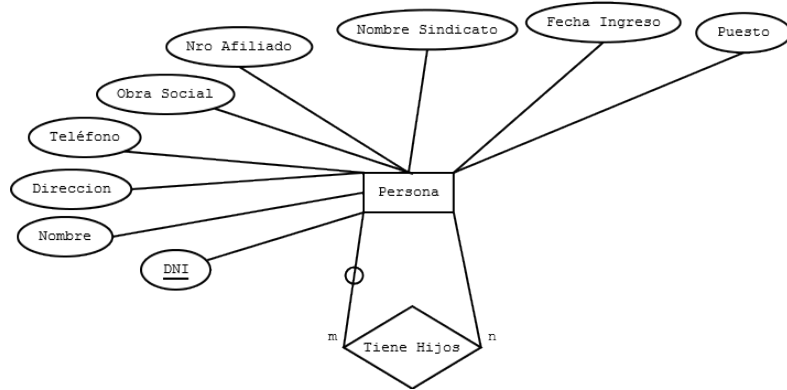 Nro Afiliado
Nombre Sindicato
Fecha Ingreso
Puesto
Obra Social
Teléfono
Direccion
Persona
Nombre
DNI
m
Tiene Hijos
n